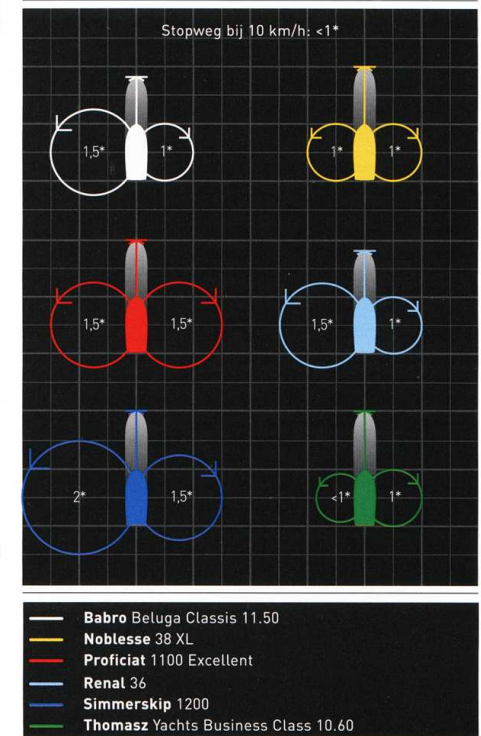 Stopweg bij 10 km/h: <1*
1,5* 1* 1* 1*
1,5* 1,5* 1,5* 1*
2* 1,5* <1* 1*
Babro Beluga Classis 11.50
Noblesse 38 XL
Proficiat 1100 Excellent
Renal 36
Simmerskip 1200
Thomasz Yachts Business Class 10.60